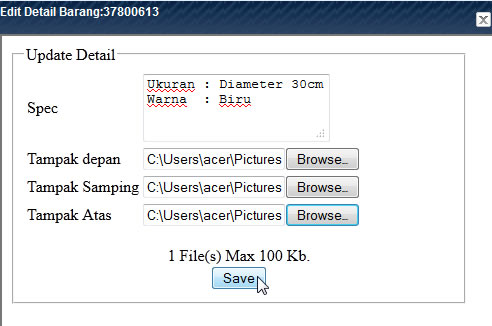 Edit Detail Barang:37800613
Update Detail
Spec
Ukuran : Diameter 30cm
Warna : Biru
Tampak depan C:\Users\acer\Pictures Browse..
Tampak Samping C:\Users\acer\Pictures Browse..
Tampak Atas C:\Users\acer\Pictures Browse..
1 File(s) Max 100 Kb.
Save